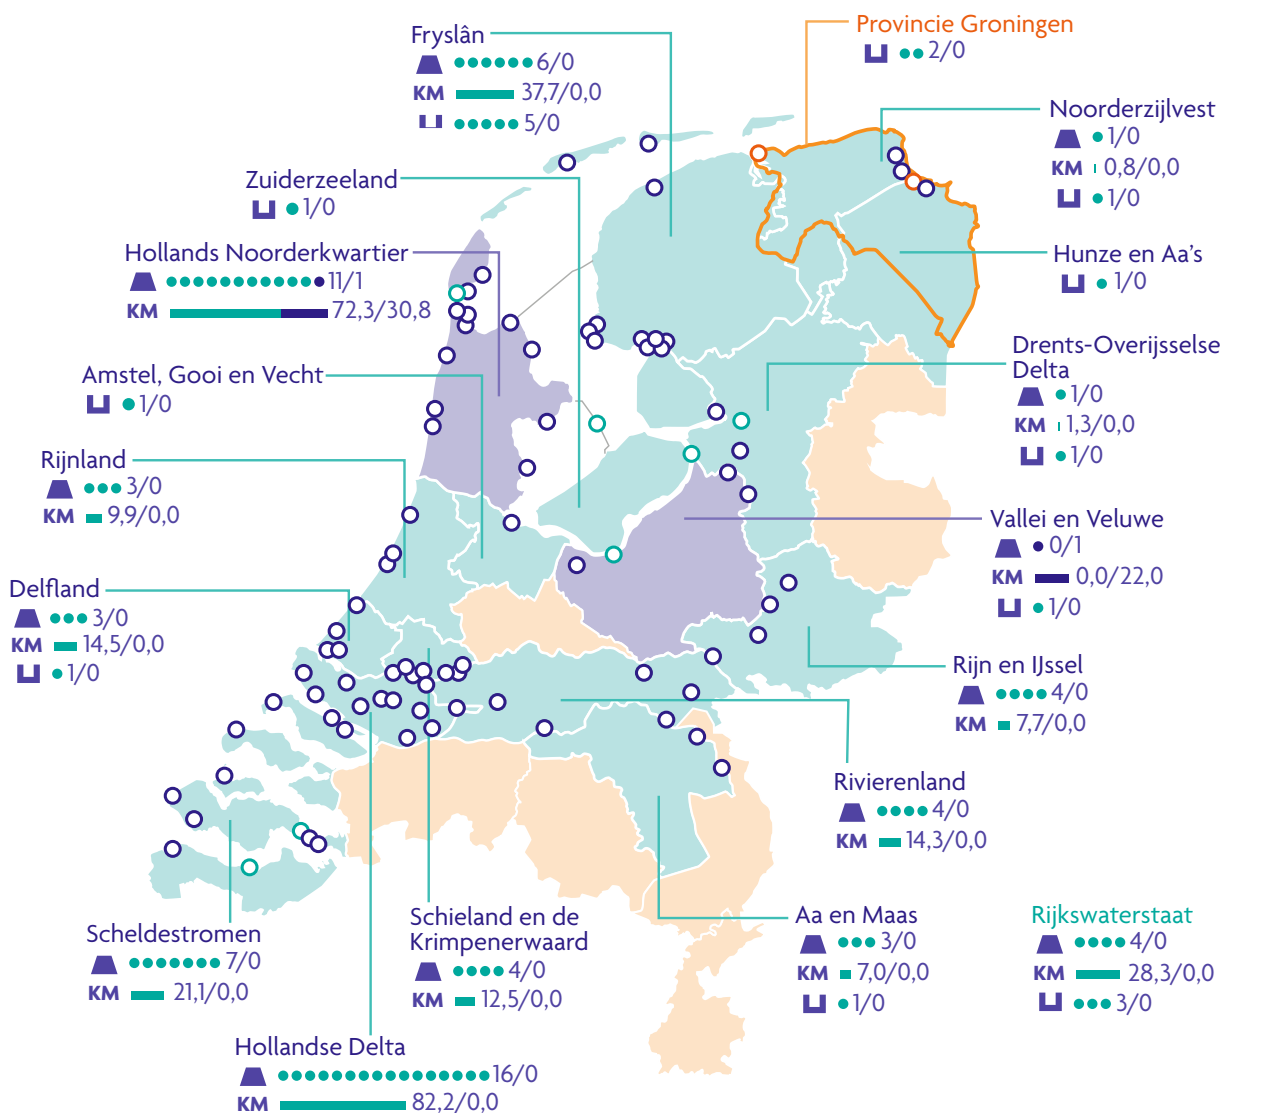 Fryslân
6/0
KM 37,7/0,0
5/0
Provincie Groningen
2/0
Noorderzijlvest
1/0
KM 0,8/0,0
1/0
Zuiderzeeland
1/0
Hollands Noorderkwartier
11/1
KM 72,3/30,8
Hunze en Aa's
1/0
Drents-Overijsselse
Delta
1/0
KM 1,3/0,0
1/0
Amstel, Gooi en Vecht
1/0
Rijnland
3/0
KM 9,9/0,0
Vallei en Veluwe
0/1
KM 0,0/22,0
1/0
Delfland
3/0
KM 14,5/0,0
1/0
Rijn en IJssel
4/0
KM 7,7/0,0
Rivierenland
4/0
KM 14,3/0,0
Scheldestromen
7/0
KM 21,1/0,0
Schieland en de
Krimpenerwaard
4/0
KM 12,5/0,0
Aa en Maas
3/0
KM 7,0/0,0
1/0
Rijkswaterstaat
4/0
KM 28,3/0,0
3/0
Hollandse Delta
16/0
KM 82,2/0,0